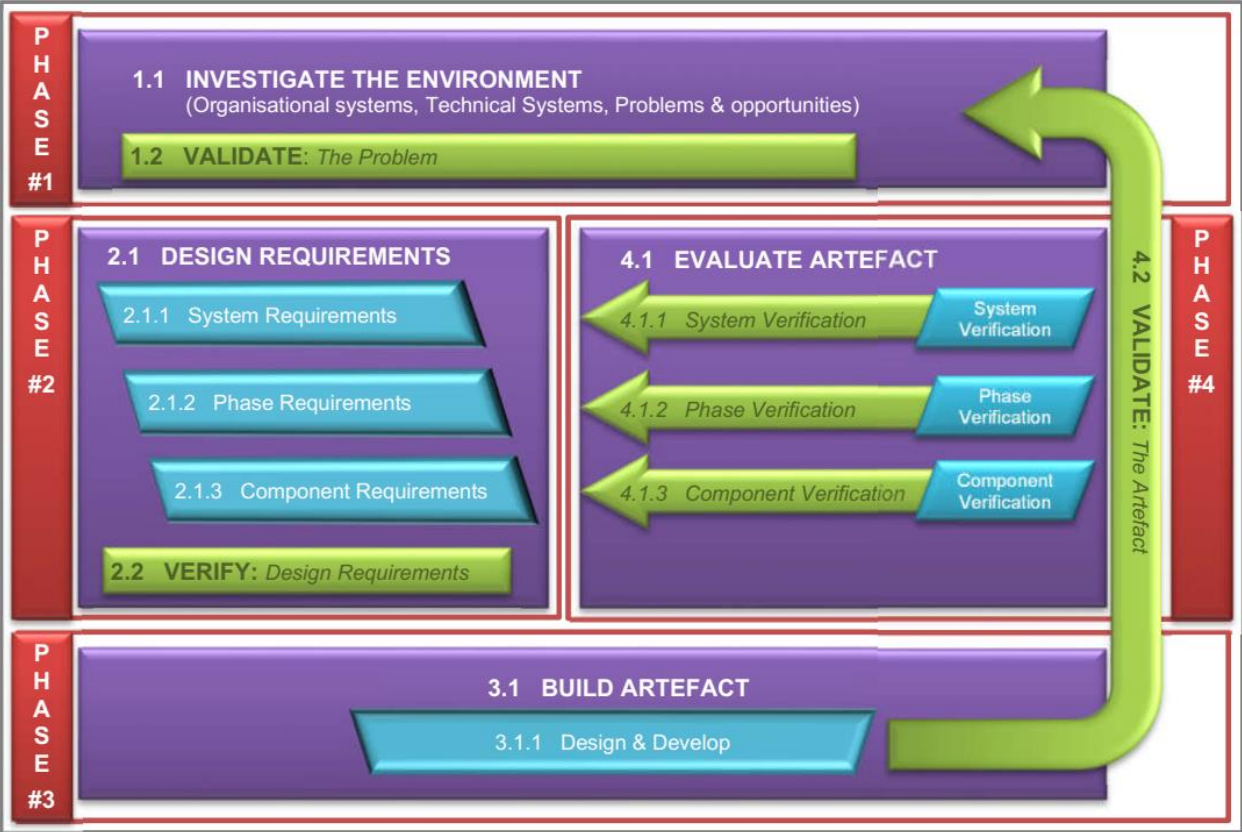 PHASE #1
1.1 INVESTIGATE THE ENVIRONMENT
(Organisational systems, Technical Systems, Problems & opportunities)
1.2 VALIDATE: The Problem
PHASE #2
2.1 DESIGN REQUIREMENTS
2.1.1 System Requirements
2.1.2 Phase Requirements
2.1.3 Component Requirements
2.2 VERIFY: Design Requirements
4.1 EVALUATE ARTEFACT
4.1.1 System Verification
System
Verification
4.1.2 Phase Verification
Phase
Verification
4.1.3 Component Verification
Component
Verification
4.2 VALIDATE: The Artefact
PHASE #4
PHASE #3
3.1 BUILD ARTEFACT
3.1.1 Design & Develop